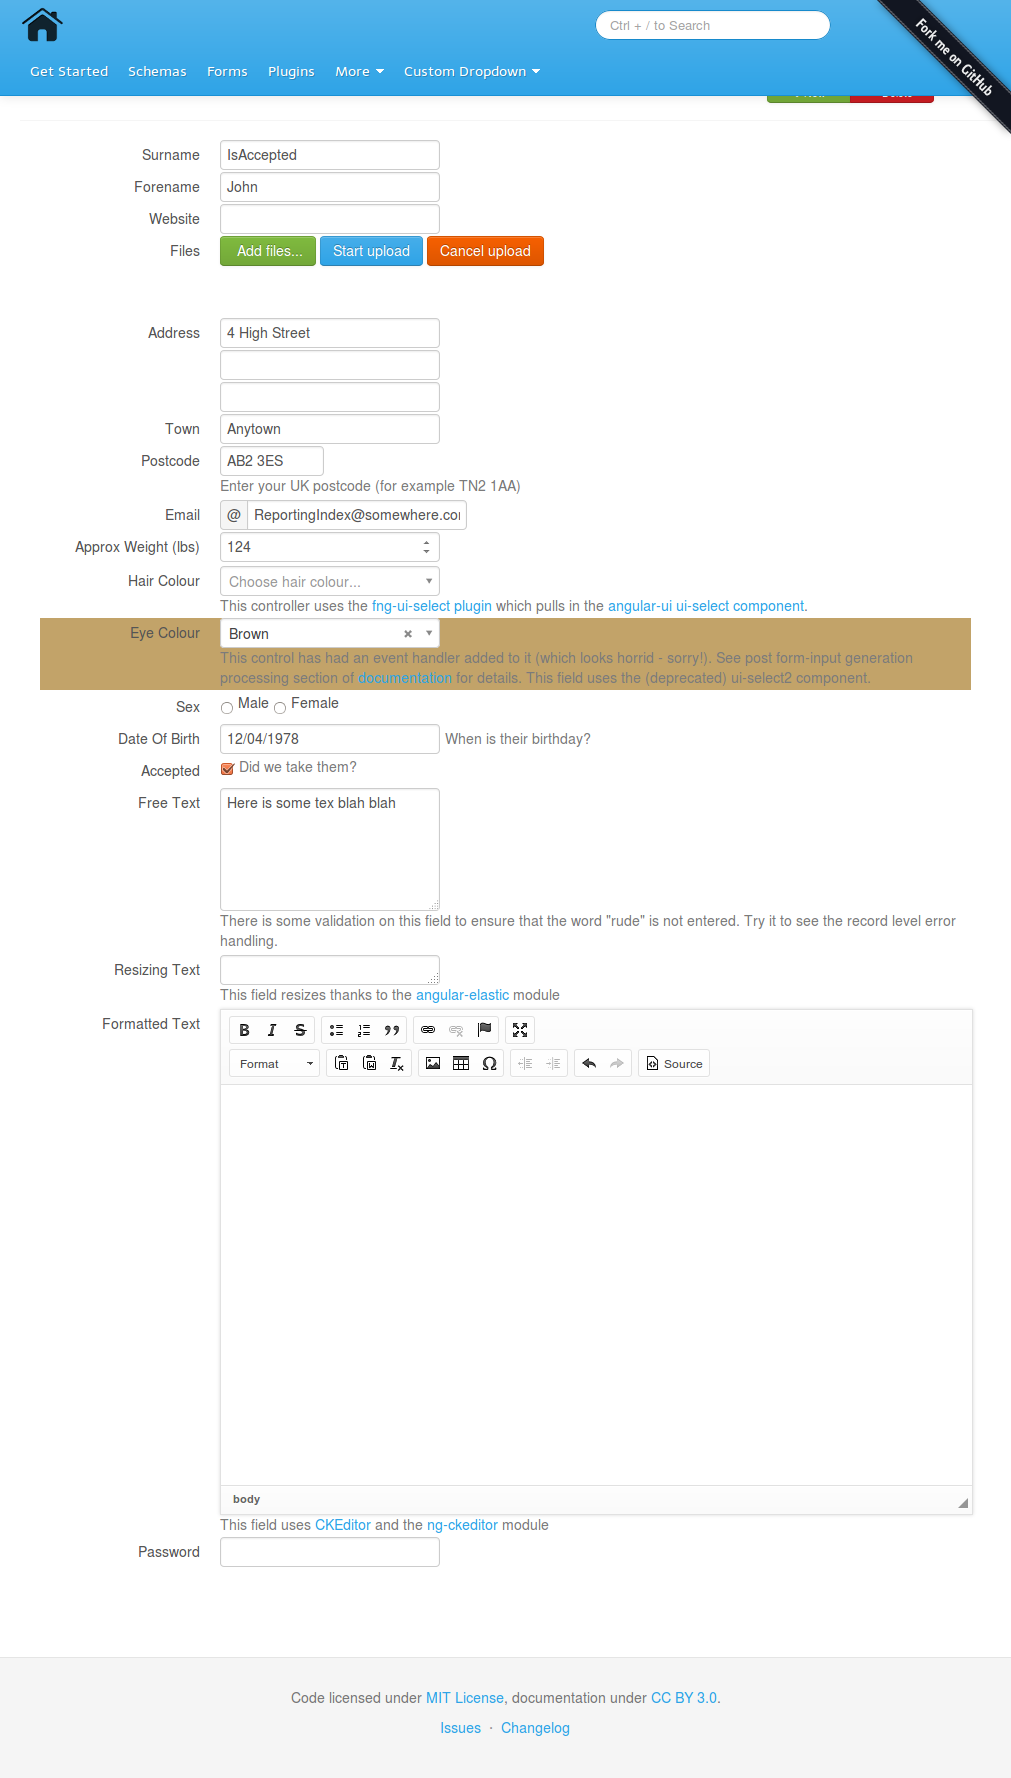 Ctrl + / to Search
Fork me on GitHub
Get Started Schemas Forms Plugins More Custom Dropdown
Surname IsAccepted
Forename John
Website
Files Add files... Start upload Cancel upload
Address 4 High Street
Town Anytown
Postcode AB2 3ES
Enter your UK postcode (for example TN2 1AA)
Email @ ReportingIndex@somewhere.co
Approx Weight (lbs) 124
Hair Colour Choose hair colour...
This controller uses the fng-ui-select plugin which pulls in the angular-ui ui-select component.
Eye Colour Brown
This control has had an event handler added to it (which looks horrid - sorry!). See post form-input generation
processing section of documentation for details. This field uses the (deprecated) ui-select2 component.
Sex Male Female
Date Of Birth 12/04/1978 When is their birthday?
Accepted Did we take them?
Free Text Here is some tex blah blah
There is some validation on this field to ensure that the word "rude" is not entered. Try it to see the record level error
handling.
Resizing Text
This field resizes thanks to the angular-elastic module
Formatted Text
Format Source
body
This field uses CKEditor and the ng-ckeditor module
Password
Code licensed under MIT License, documentation under CC BY 3.0.
Issues · Changelog